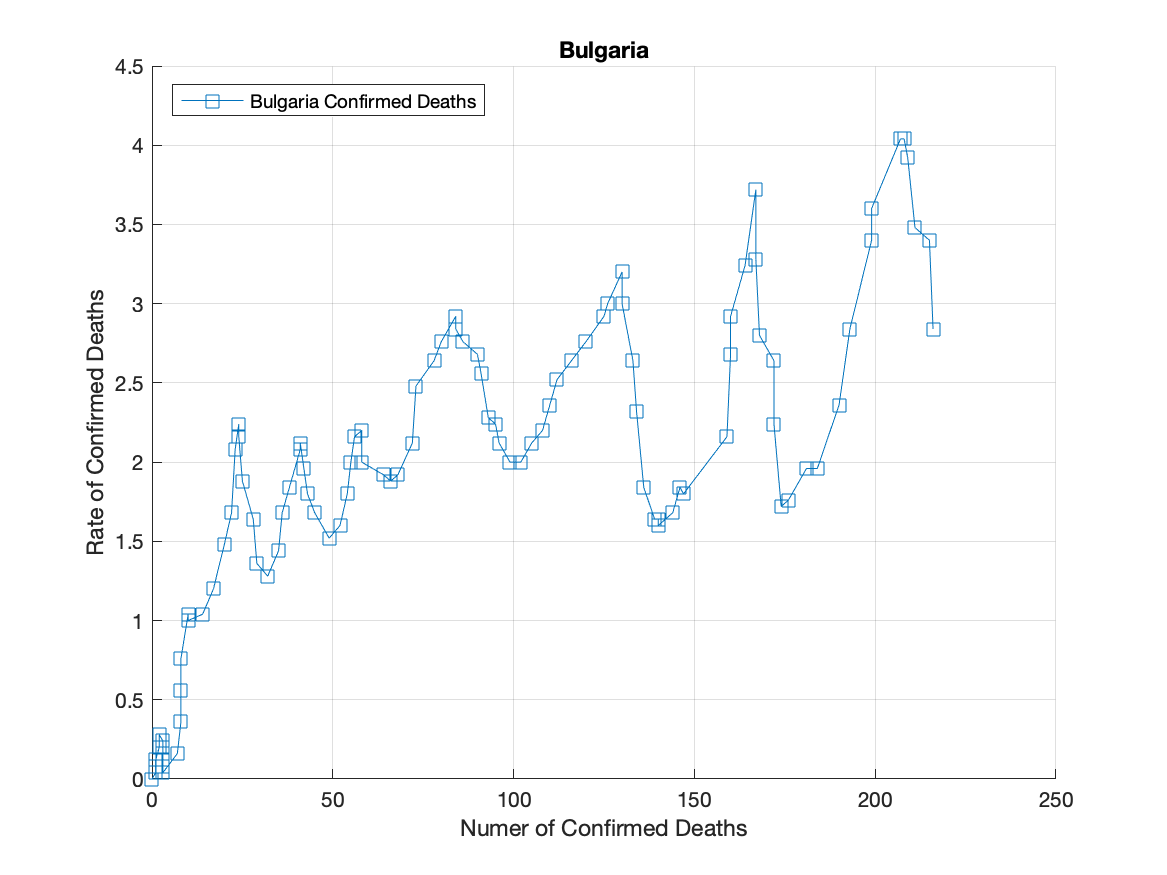 Bulgaria
Bulgaria Confirmed Deaths
Rate of Confirmed Deaths
4.5
4
3.5
3
2.5
2
1.5
1
0.5
0
0 50 100 150 200 250
Numer of Confirmed Deaths